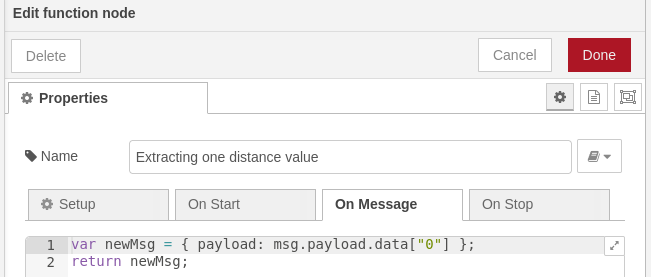 Edit function node
Delete
Cancel
Done
Properties
Name
Extracting one distance value
Setup
On Start
On Message
On Stop
1 var newMsg = { payload: msg.payload.data["0"] };
2 return newMsg;